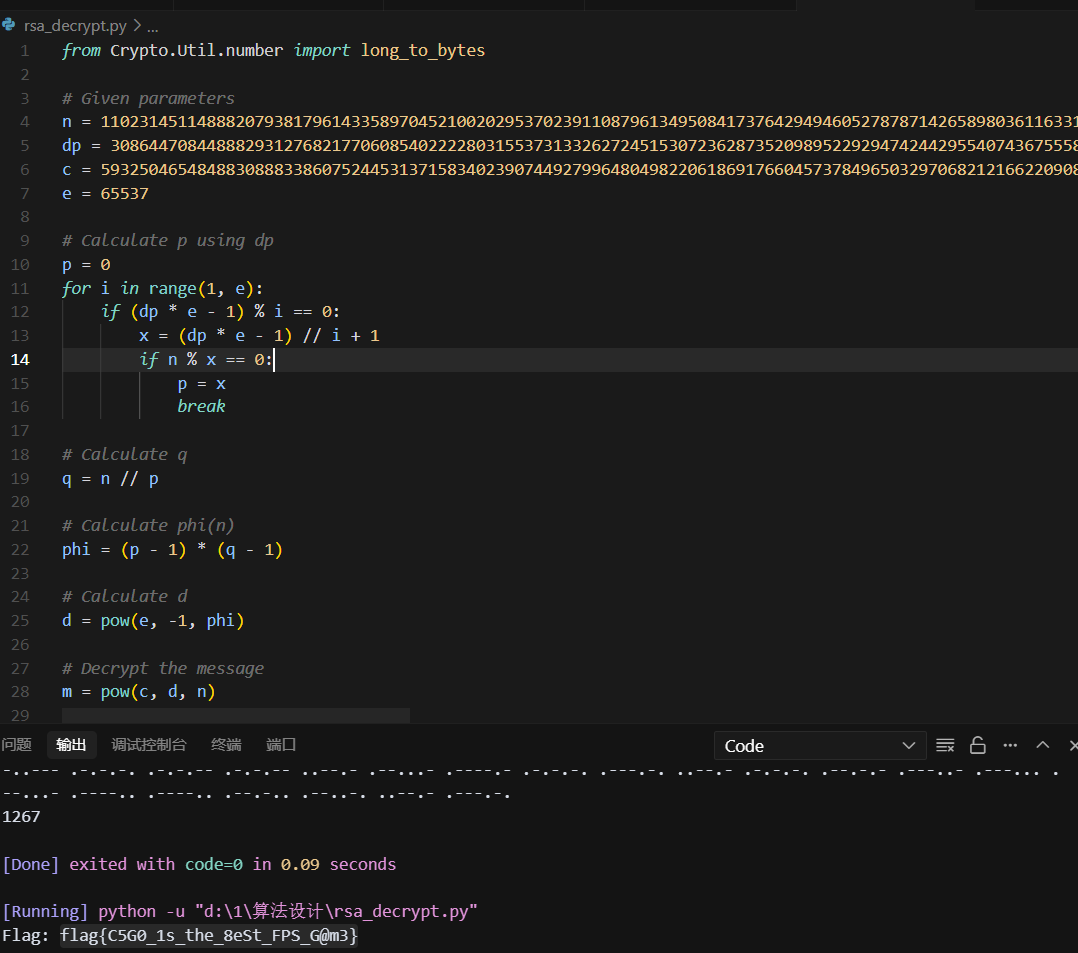 rsa_decrypt.py > ...
1 from Crypto.Util.number import long_to_bytes
2
3 # Given parameters
4 n = 1102314511488820793817961433589704521002029537023911087961349508417376429494605278787142658980361163
5 dp = 3086447084488829312768217706085402222803155373133262724515307236287352098952292947424429554074367555
6 c = 593250465484883088833860752445313715834023907449279964804982206186917660457378496503297068212166220908
7 e = 65537
8
9 # Calculate p using dp
10 p = 0
11 for i in range(1, e):
12 if (dp * e - 1) % i == 0:
13 x = (dp * e - 1) // i + 1
14 if n % x == 0:
15 p = x
16 break
17
18 # Calculate q
19 q = n // p
20
21 # Calculate phi(n)
22 phi = (p - 1) * (q - 1)
23
24 # Calculate d
25 d = pow(e, -1, phi)
26
27 # Decrypt the message
28 m = pow(c, d, n)
29
问题 输出 调试控制台 终端 端口 Code
--...- .----.. .----.. .--.-.. .--..-. ..--.- .---.-.
1267
[Done] exited with code=0 in 0.09 seconds
[Running] python -u "d:\1\算法设计\rsa_decrypt.py"
Flag: flag{C5G0_1s_the_8eSt_FPS_G@m3}